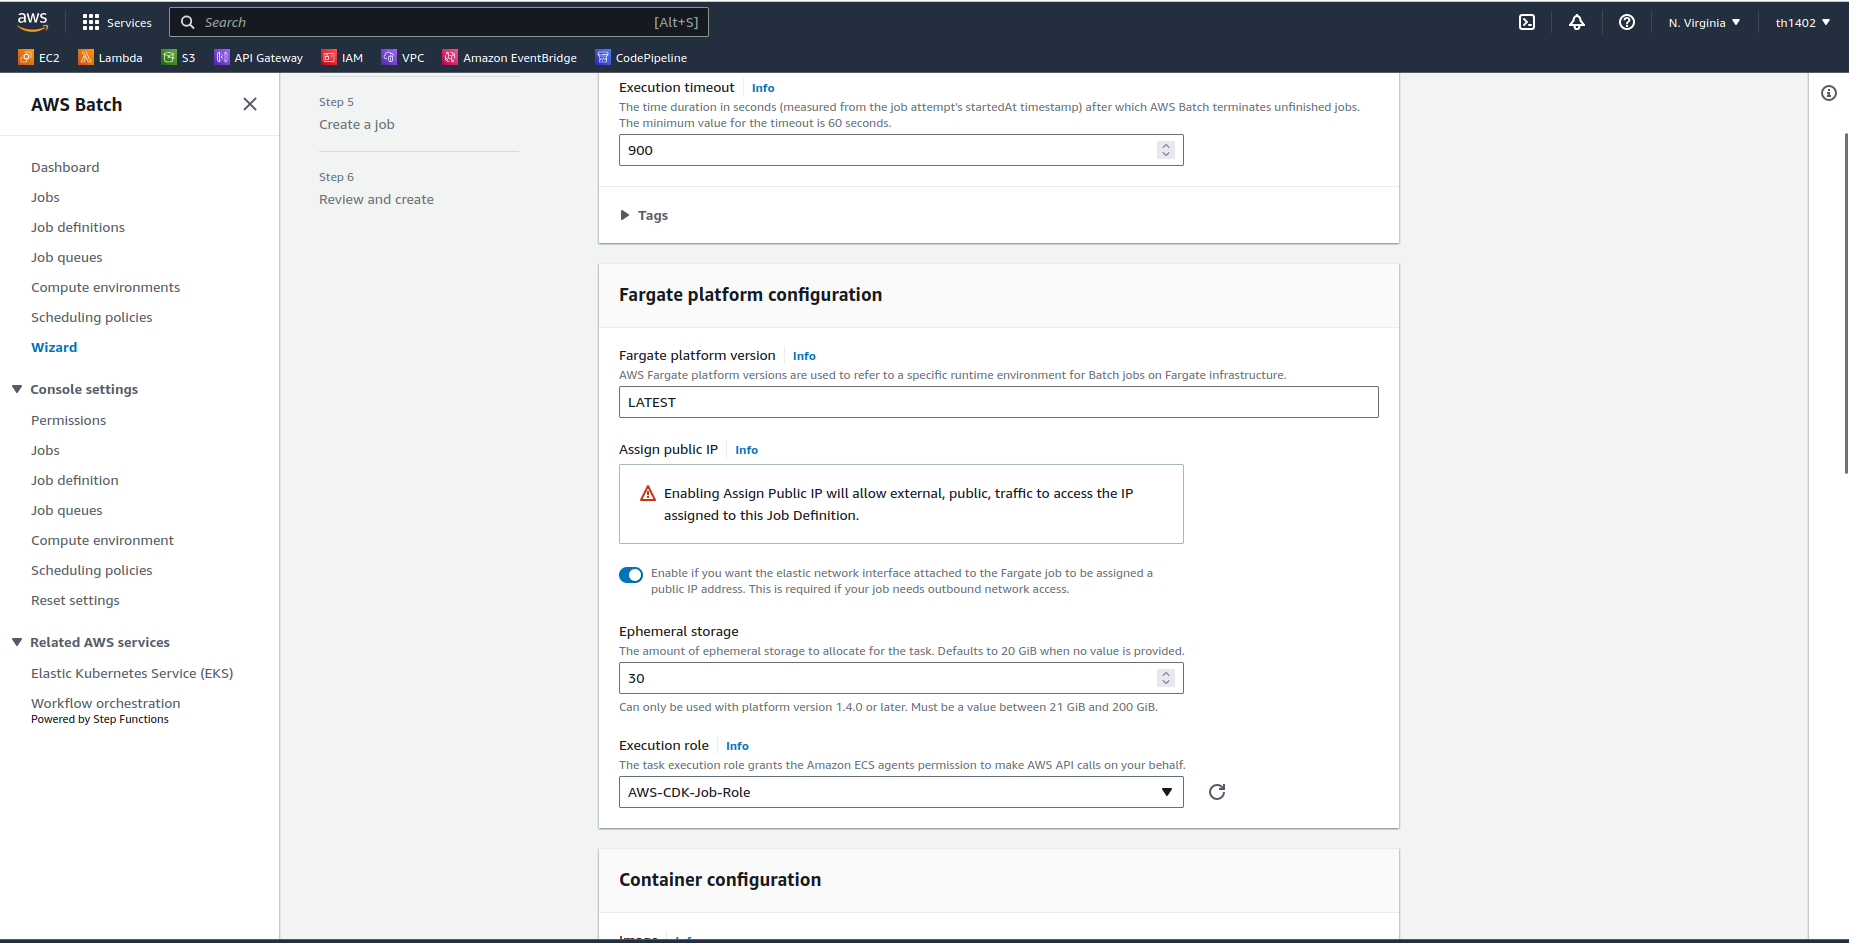 aws
Services
Search
[Alt+S]
N. Virginia
th1402
EC2
Lambda
S3
API Gateway
IAM
VPC
Amazon EventBridge
CodePipeline
AWS Batch
Dashboard
Jobs
Job definitions
Job queues
Compute environments
Scheduling policies
Wizard
Console settings
Permissions
Jobs
Job definition
Job queues
Compute environment
Scheduling policies
Reset settings
Related AWS services
Elastic Kubernetes Service (EKS)
Workflow orchestration
Powered by Step Functions
Step 5
Create a job
Step 6
Review and create
Execution timeout
Info
The time duration in seconds (measured from the job attempt's startedAt timestamp) after which AWS Batch terminates unfinished jobs.
The minimum value for the timeout is 60 seconds.
900
Tags
Fargate platform configuration
Fargate platform version
Info
AWS Fargate platform versions are used to refer to a specific runtime environment for Batch jobs on Fargate infrastructure.
LATEST
Assign public IP
Info
Enabling Assign Public IP will allow external, public, traffic to access the IP
assigned to this Job Definition.
Enable if you want the elastic network interface attached to the Fargate job to be assigned a
public IP address. This is required if your job needs outbound network access.
Ephemeral storage
The amount of ephemeral storage to allocate for the task. Defaults to 20 GiB when no value is provided.
30
Can only be used with platform version 1.4.0 or later. Must be a value between 21 GiB and 200 GiB.
Execution role
Info
The task execution role grants the Amazon ECS agents permission to make AWS API calls on your behalf.
AWS-CDK-Job-Role
Container configuration
Image
Info